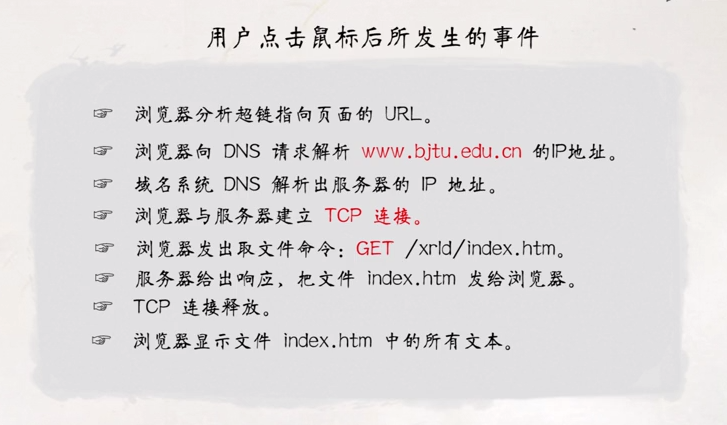 用户点击鼠标后所发生的事件
☞ 浏览器分析超链指向页面的 URL。
☞ 浏览器向 DNS 请求解析 www.bjtu.edu.cn 的IP地址。
☞ 域名系统 DNS 解析出服务器的 IP 地址。
☞ 浏览器与服务器建立 TCP 连接。
☞ 浏览器发出取文件命令：GET /xrld/index.htm。
☞ 服务器给出响应，把文件 index.htm 发给浏览器。
☞ TCP 连接释放。
☞ 浏览器显示文件 index.htm 中的所有文本。